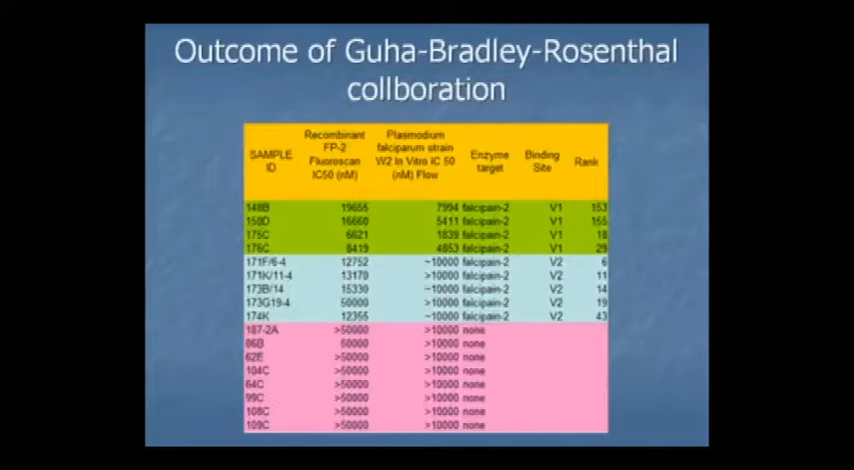 Outcome of Guha-Bradley-Rosenthal
collboration
SAMPLE ID Recombinant FP-2 Fluoroscan IC50 (nM) Plasmodium falciparum strain W2 In Vitro IC 50 (nM) Flow Enzyme target Binding Site Rank
148B 19655 7994 falcipain-2 V1 153
150D 16660 5411 falcipain-2 V1 155
175C 6621 1839 falcipain-2 V1 18
176C 8419 4853 falcipain-2 V1 29
171F/6-4 12752 ~10000 falcipain-2 V2 6
171K/11-4 13170 >10000 falcipain-2 V2 11
173B/14 15330 ~10000 falcipain-2 V2 14
173G19-4 50000 >10000 falcipain-2 V2 19
174K 12355 ~10000 falcipain-2 V2 43
187-2A >50000 >10000 none
86B 50000 >10000 none
62E >50000 >10000 none
104C >50000 >10000 none
64C >50000 >10000 none
99C >50000 >10000 none
108C >50000 >10000 none
109C >50000 >10000 none